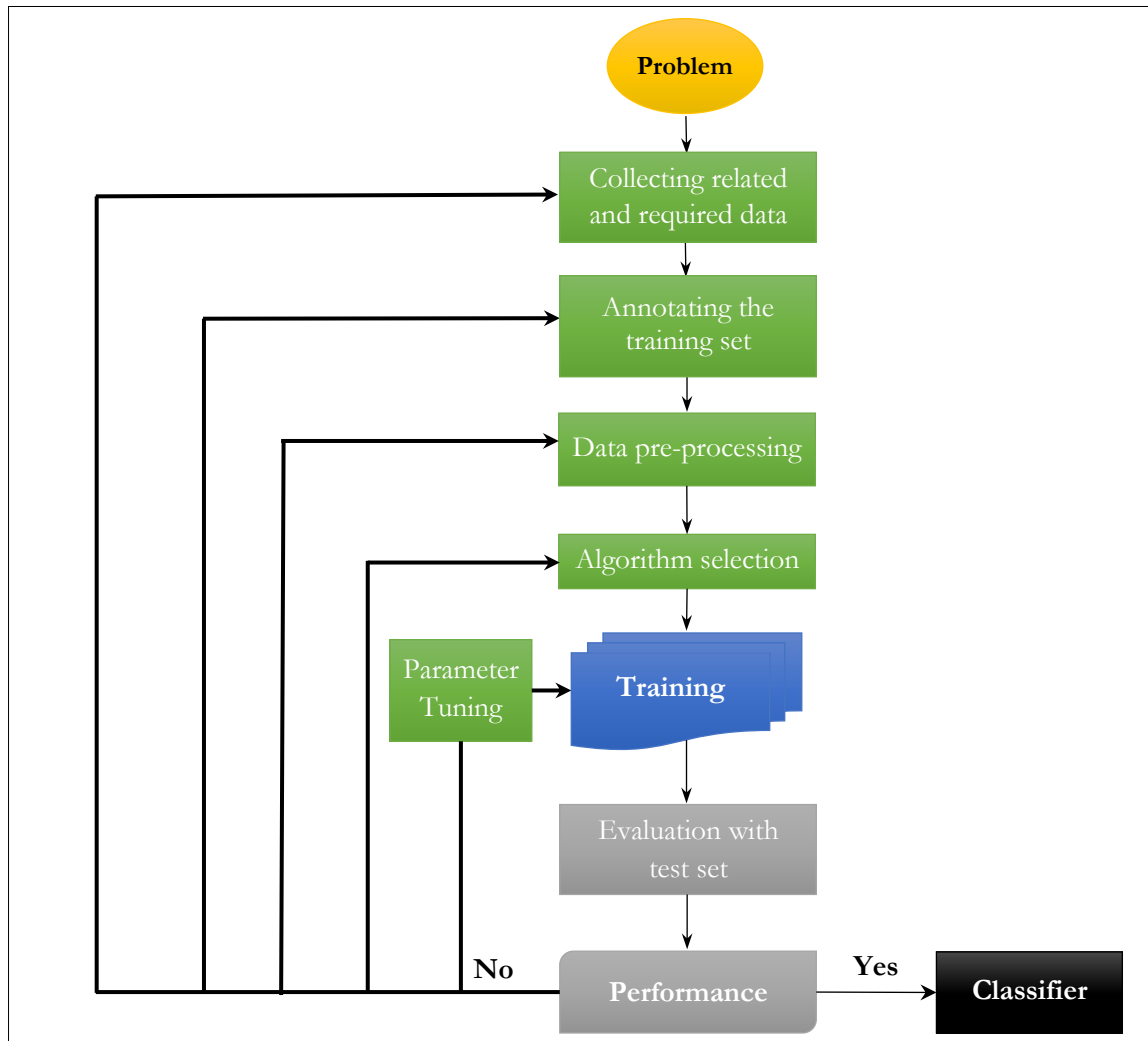 Problem
Collecting related
and required data
Annotating the
training set
Data pre-processing
Algorithm selection
Parameter
Tuning
Training
Evaluation with
test set
No
Performance
Yes
Classifier